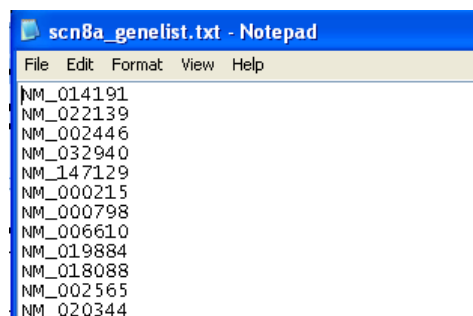 scn8a_genelist.txt - Notepad
File Edit Format View Help
NM_014191
NM_022139
NM_002446
NM_032940
NM_147129
NM_000215
NM_000798
NM_006610
NM_019884
NM_018088
NM_002565
NM_020344